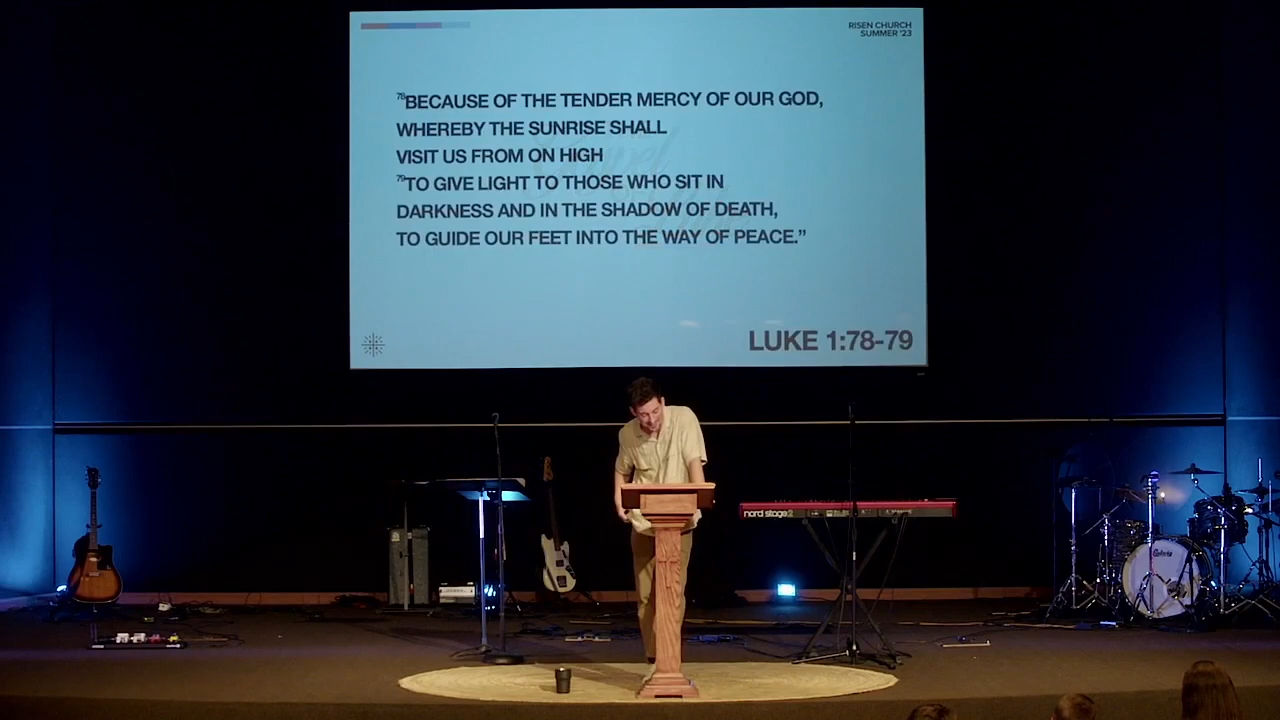 RISEN CHURCH
SUMMER '23
78BECAUSE OF THE TENDER MERCY OF OUR GOD,
WHEREBY THE SUNRISE SHALL
VISIT US FROM ON HIGH
79TO GIVE LIGHT TO THOSE WHO SIT IN
DARKNESS AND IN THE SHADOW OF DEATH,
TO GUIDE OUR FEET INTO THE WAY OF PEACE.”
LUKE 1:78-79
nord stage 2